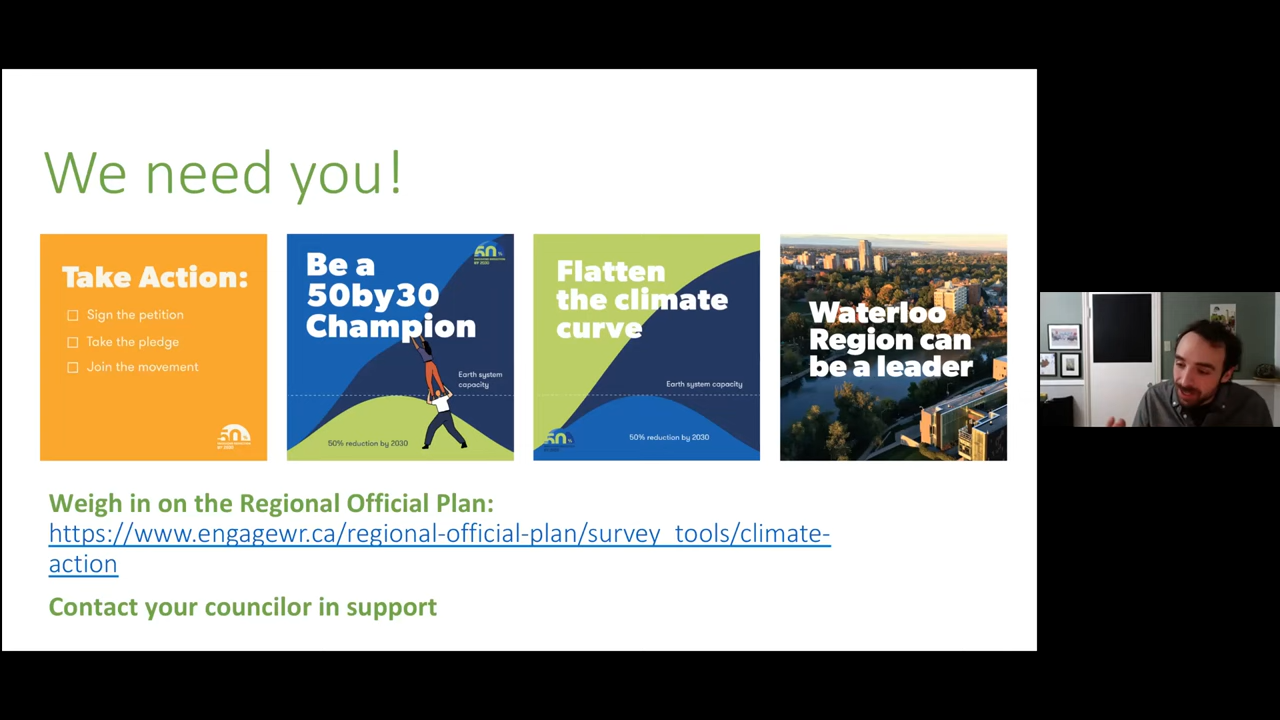 We need you!
Take Action:
Sign the petition
Take the pledge
Join the movement
Be a
50by30
Champion
Earth system
capacity
50% reduction by 2030
Flatten
the climate
curve
Earth system capacity
50% reduction by 2030
Waterloo
Region can
be a leader
Weigh in on the Regional Official Plan:
https://www.engagewr.ca/regional-official-plan/survey_tools/climate-
action
Contact your councilor in support